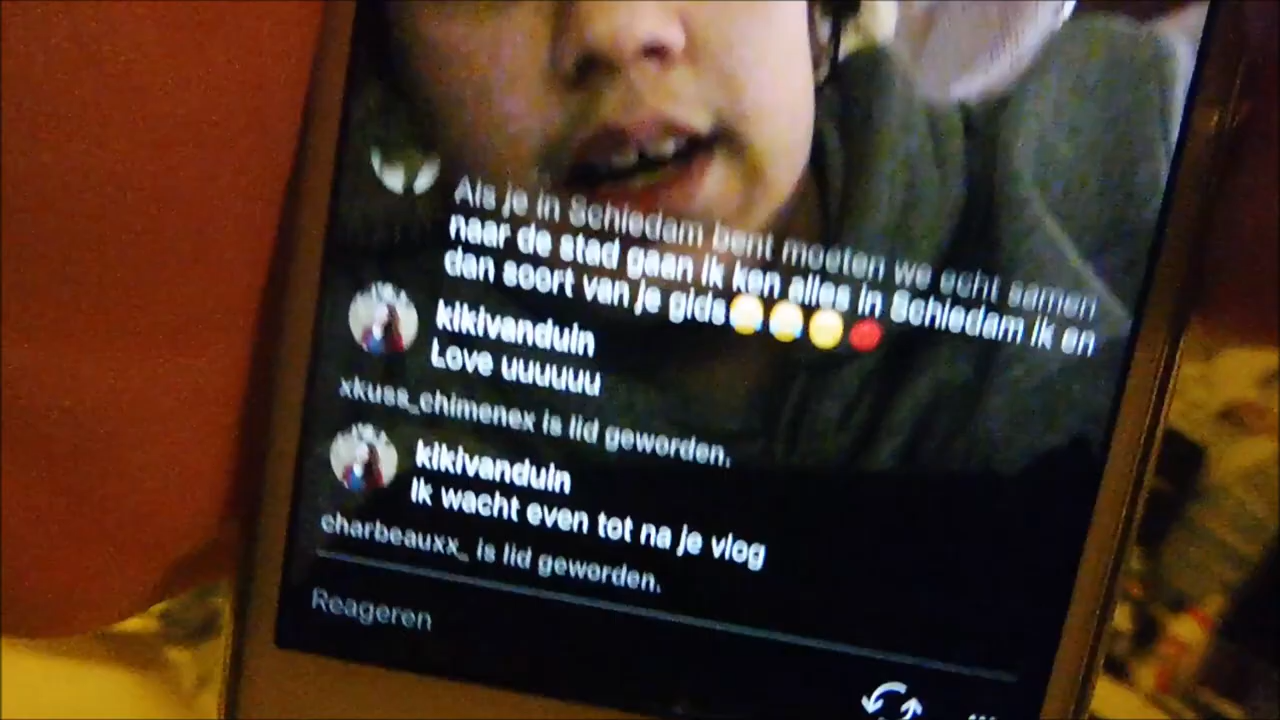 Als je in Schiedam bent moeten we echt samen
naar de stad gaan ik ken alles in Schiedam ik en
dan soort van je gids
kikivanduin
Love uuuuuu
xkuss_chimenex is lid geworden.
kikivanduin
Ik wacht even tot na je vlog
charbeauxx_ is lid geworden.
Reageren